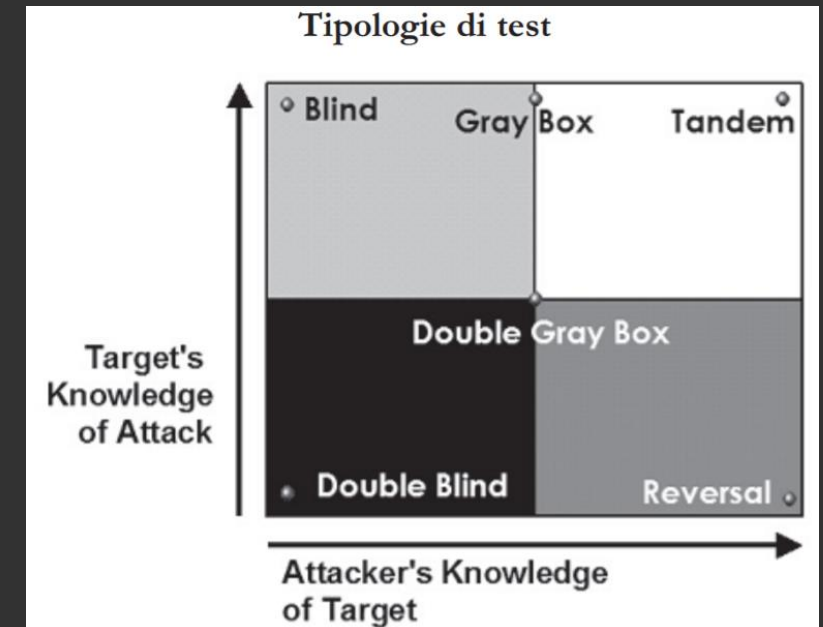 Tipologie di test
Blind
Gray Box
Tandem
Double Gray Box
Target's
Knowledge
of Attack
Double Blind
Reversal
Attacker's Knowledge
of Target